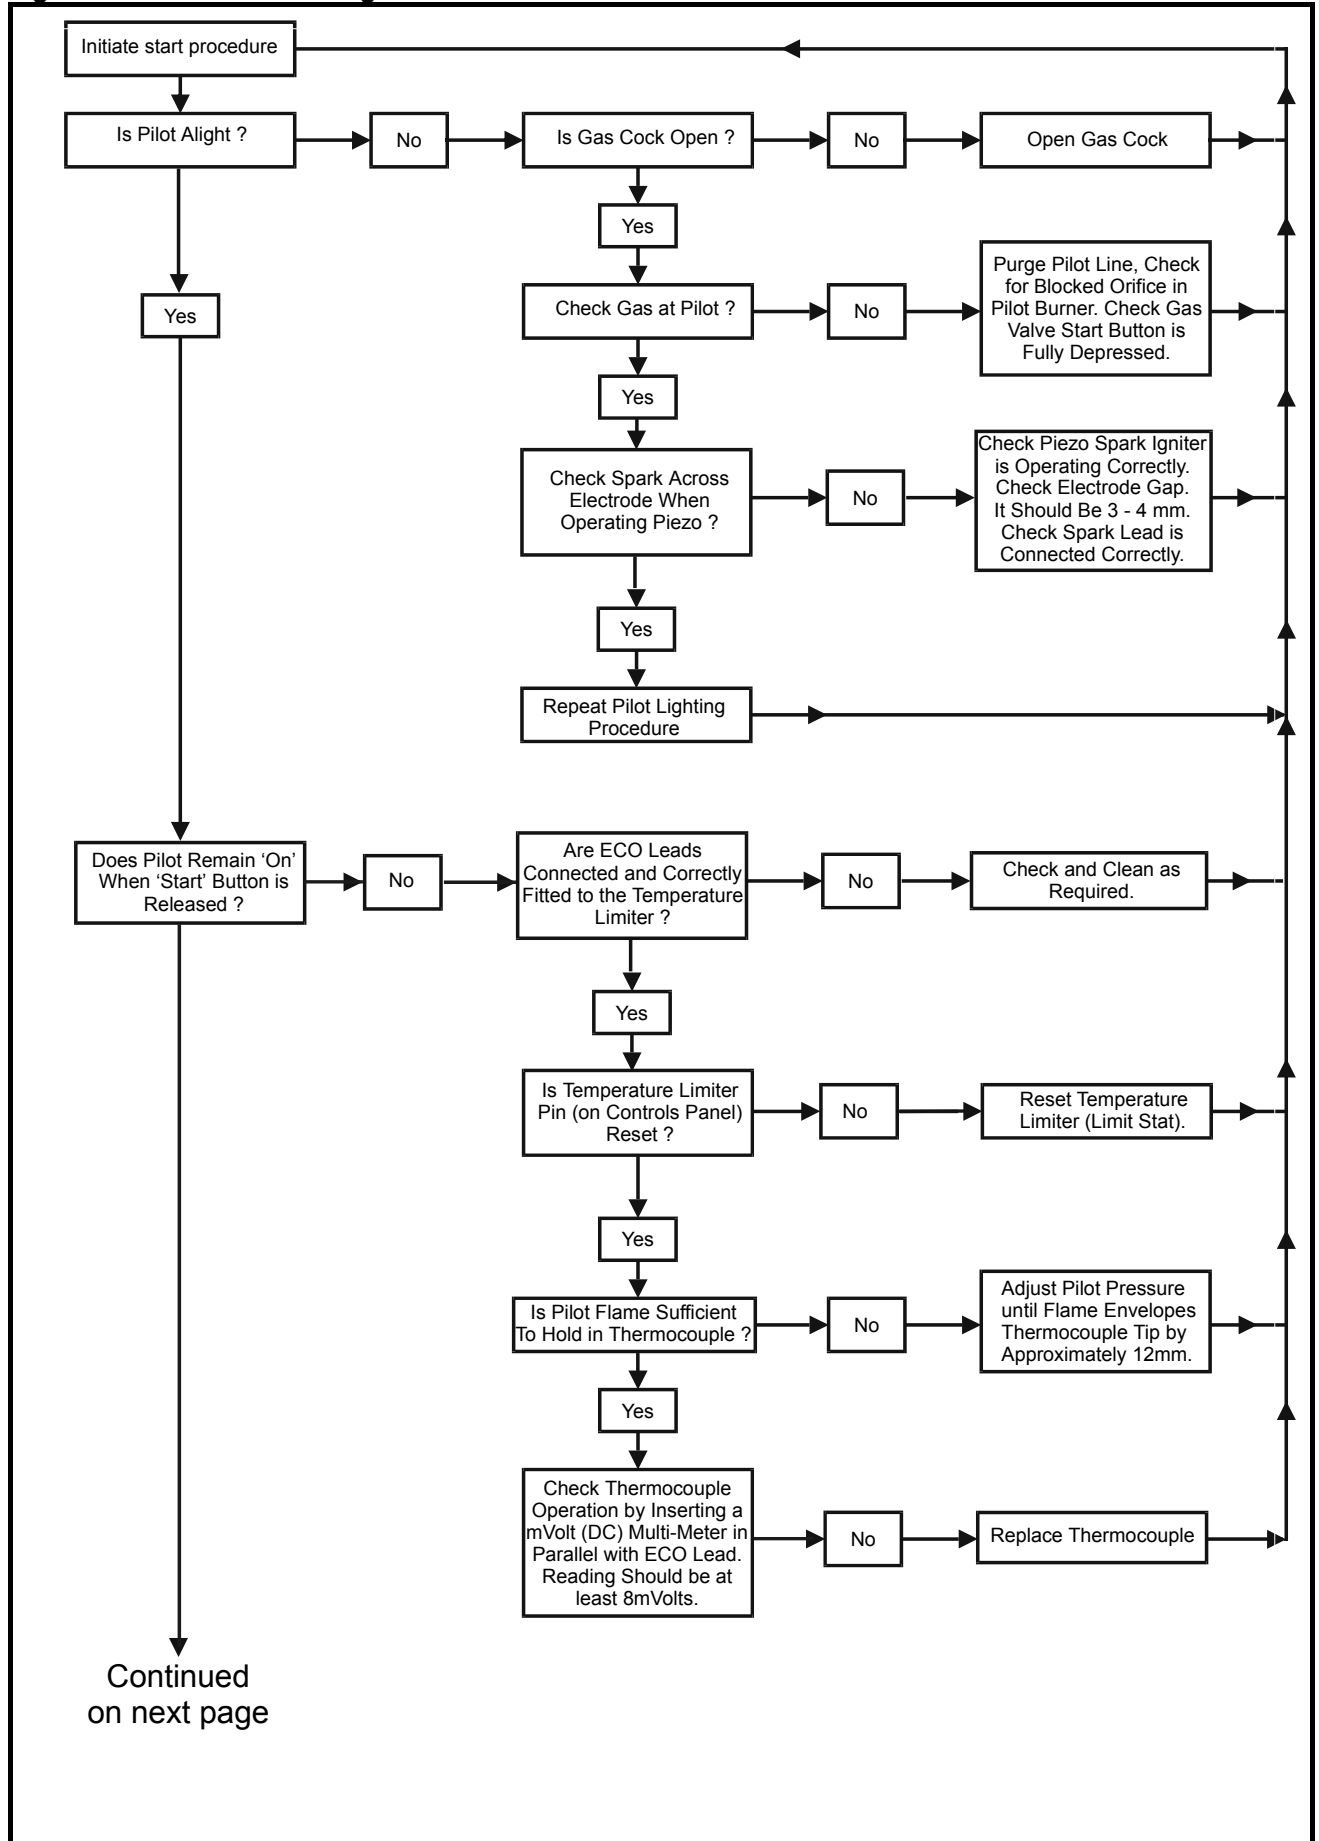 Initiate start procedure
Is Pilot Alight ?
No
Is Gas Cock Open ?
No
Open Gas Cock
Yes
Yes
Check Gas at Pilot ?
No
Purge Pilot Line, Check
for Blocked Orifice in
Pilot Burner. Check Gas
Valve Start Button is
Fully Depressed.
Yes
Check Spark Across
Electrode When
Operating Piezo ?
No
Check Piezo Spark Igniter
is Operating Correctly.
Check Electrode Gap.
It Should Be 3 - 4 mm.
Check Spark Lead is
Connected Correctly.
Yes
Repeat Pilot Lighting
Procedure
Does Pilot Remain ‘On’
When ‘Start’ Button is
Released ?
No
Are ECO Leads
Connected and Correctly
Fitted to the Temperature
Limiter ?
No
Check and Clean as
Required.
Yes
Is Temperature Limiter
Pin (on Controls Panel)
Reset ?
No
Reset Temperature
Limiter (Limit Stat).
Yes
Is Pilot Flame Sufficient
To Hold in Thermocouple ?
No
Adjust Pilot Pressure
until Flame Envelopes
Thermocouple Tip by
Approximately 12mm.
Yes
Check Thermocouple
Operation by Inserting a
mVolt (DC) Multi-Meter in
Parallel with ECO Lead.
Reading Should be at
least 8mVolts.
No
Replace Thermocouple
Continued
on next page